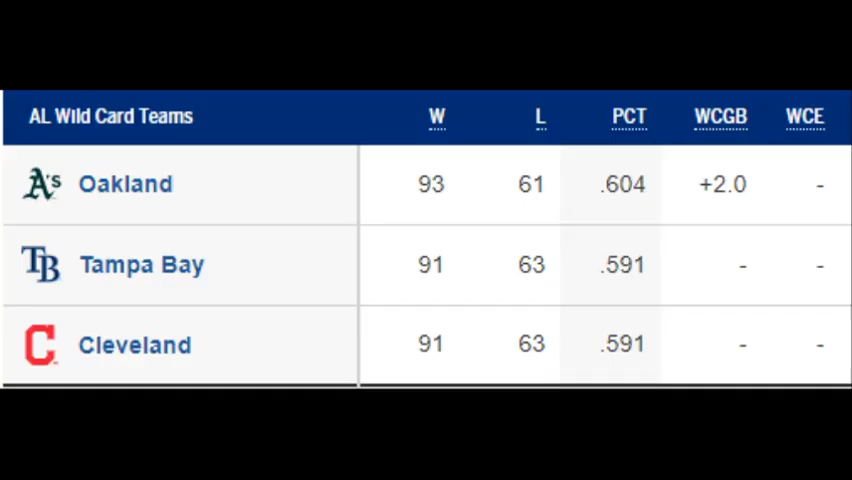 AL Wild Card Teams W L PCT WCGB WCE
A's Oakland 93 61 .604 +2.0 -
TB Tampa Bay 91 63 .591 - -
C Cleveland 91 63 .591 - -